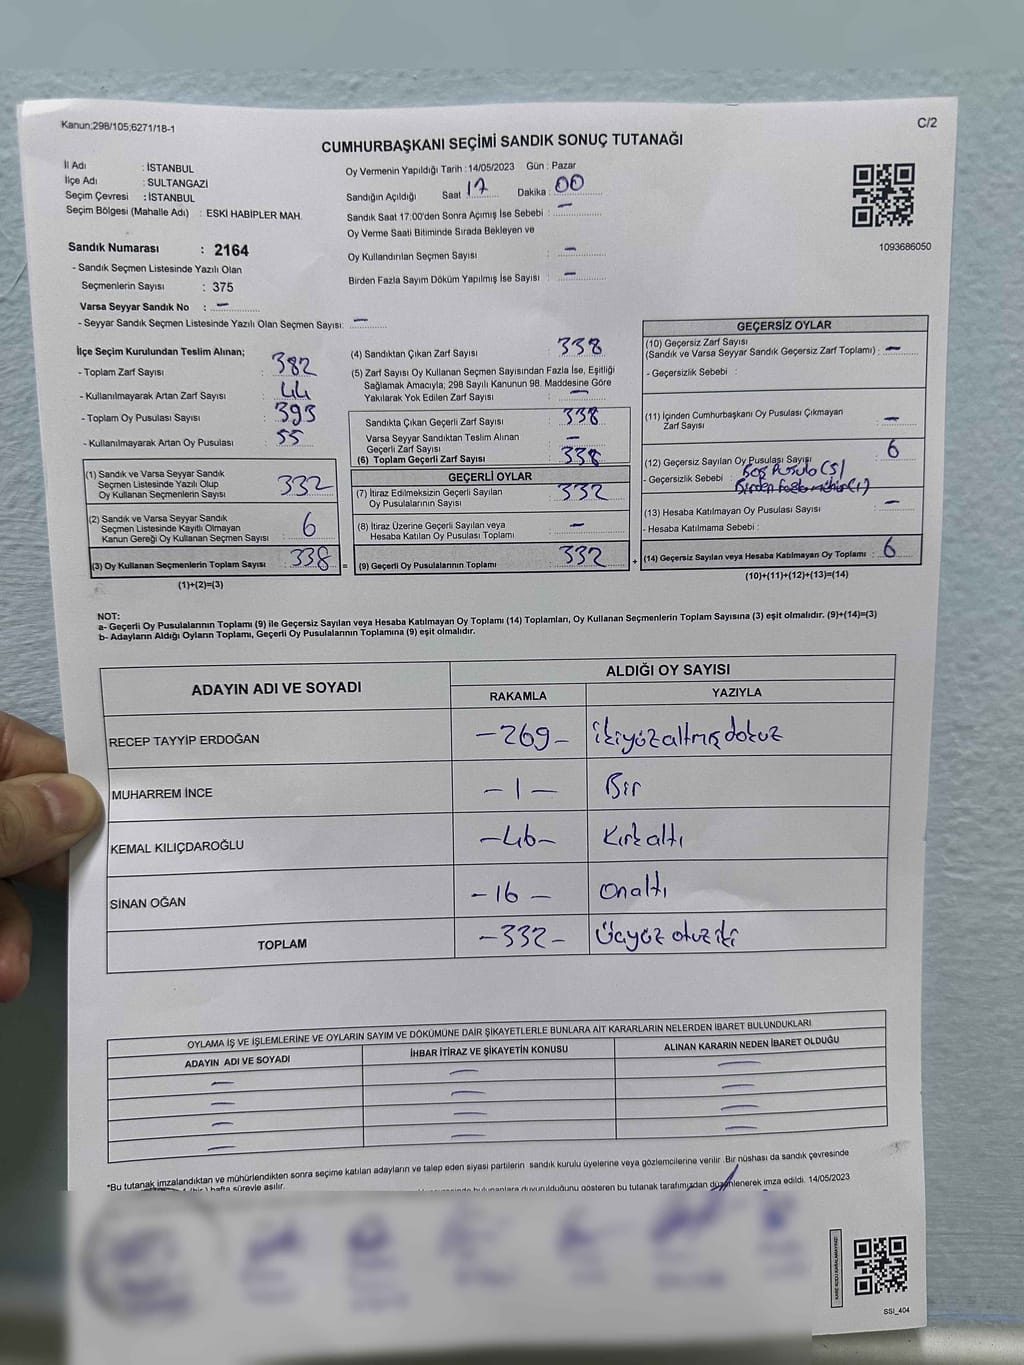 Kanun;298/105;6271/1B-1
C/2
CUMHURBAŞKANI SEÇİMİ SANDIK SONUÇ TUTANAĞI
İl Adı : İSTANBUL
İlçe Adı : SULTANGAZİ
Seçim Çevresi : İSTANBUL
Seçim Bölgesi (Mahalle Adı) : ESKİ HABİPLER MAH.
Sandık Numarası : 2164
- Sandık Seçmen Listesinde Yazılı Olan
Seçmenlerin Sayısı : 375
Varsa Seyyar Sandık No : —
- Seyyar Sandık Seçmen Listesinde Yazılı Olan Seçmen Sayısı: —
Oy Vermenin Yapıldığı Tarih : 14/05/2023 Gün : Pazar
Sandığın Açıldığı Saat 17 Dakika : 00
Sandık Saat 17:00'den Sonra Açımış İse Sebebi : —
Oy Verme Saati Bitiminde Sırada Bekleyen ve
Oy Kullandırılan Seçmen Sayısı : —
Birden Fazla Sayım Döküm Yapılmış İse Sayısı : —
1093686050
İlçe Seçim Kurulundan Teslim Alınan;
- Toplam Zarf Sayısı : 382
- Kullanılmayarak Artan Zarf Sayısı : 44
- Toplam Oy Pusulası Sayısı : 393
- Kullanılmayarak Artan Oy Pusulası : 55
(1) Sandık ve Varsa Seyyar Sandık
Seçmen Listesinde Yazılı Olup
Oy Kullanan Seçmenlerin Sayısı : 332
(2) Sandık ve Varsa Seyyar Sandık
Seçmen Listesinde Kayıtlı Olmayan
Kanun Gereği Oy Kullanan Seçmen Sayısı : 6
(3) Oy Kullanan Seçmenlerin Toplam Sayısı : 338 =
(1)+(2)=(3)
(4) Sandıktan Çıkan Zarf Sayısı : 338
(5) Zarf Sayısı Oy Kullanan Seçmen Sayısından Fazla İse, Eşitliği
Sağlamak Amacıyla; 298 Sayılı Kanunun 98. Maddesine Göre
Yakılarak Yok Edilen Zarf Sayısı : —
Sandıkta Çıkan Geçerli Zarf Sayısı : 338
Varsa Seyyar Sandıktan Teslim Alınan
Geçerli Zarf Sayısı : —
(6) Toplam Geçerli Zarf Sayısı : 338
GEÇERLİ OYLAR
(7) İtiraz Edilmeksizin Geçerli Sayılan
Oy Pusulalarının Sayısı : 332
(8) İtiraz Üzerine Geçerli Sayılan veya
Hesaba Katılan Oy Pusulası Toplamı : —
(9) Geçerli Oy Pusulalarının Toplamı : 332 +
GEÇERSİZ OYLAR
(10) Geçersiz Zarf Sayısı
(Sandık ve Varsa Seyyar Sandık Geçersiz Zarf Toplamı) : —
- Geçersizlik Sebebi :
(11) İçinden Cumhurbaşkanı Oy Pusulası Çıkmayan
Zarf Sayısı : —
(12) Geçersiz Sayılan Oy Pusulası Sayısı : 6
- Geçersizlik Sebebi : Boş Pusula (5)
Birden fazla mühür (1)
(13) Hesaba Katılmayan Oy Pusulası Sayısı : —
- Hesaba Katılmama Sebebi :
(14) Geçersiz Sayılan veya Hesaba Katılmayan Oy Toplamı : 6
(10)+(11)+(12)+(13)=(14)
NOT:
a- Geçerli Oy Pusulalarının Toplamı (9) ile Geçersiz Sayılan veya Hesaba Katılmayan Oy Toplamı (14) Toplamları, Oy Kullanan Seçmenlerin Toplam Sayısına (3) eşit olmalıdır. (9)+(14)=(3)
b- Adayların Aldığı Oyların Toplamı, Geçerli Oy Pusulalarının Toplamına (9) eşit olmalıdır.
ADAYIN ADI VE SOYADI
ALDIĞI OY SAYISI
RAKAMLA YAZIYLA
RECEP TAYYİP ERDOĞAN -269- ikiyüzaltmış dokuz
MUHARREM İNCE -1- Bir
KEMAL KILIÇDAROĞLU -46- Kırkaltı
SİNAN OĞAN -16- onaltı
TOPLAM -332- Üçyüz otuz iki
OYLAMA İŞ VE İŞLEMLERİNE VE OYLARIN SAYIM VE DÖKÜMÜNE DAİR ŞİKAYETLERLE BUNLARA AİT KARARLARIN NELERDEN İBARET BULUNDUKLARI
ADAYIN ADI VE SOYADI İHBAR İTİRAZ VE ŞİKAYETİN KONUSU ALINAN KARARIN NEDEN İBARET OLDUĞU
— — —
— — —
— — —
— — —
*Bu tutanak imzalandıktan ve mühürlendikten sonra seçime katılan adayların ve talep eden siyasi partilerin sandık kurulu üyelerine veya gözlemcilerine verilir .Bir nüshası da sandık çevresinde
hafta süreyle asılır. bulunanlara duyurulduğunu gösteren bu tutanak tarafımızdan düzenlenerek imza edildi. 14/05/2023
SSI_404